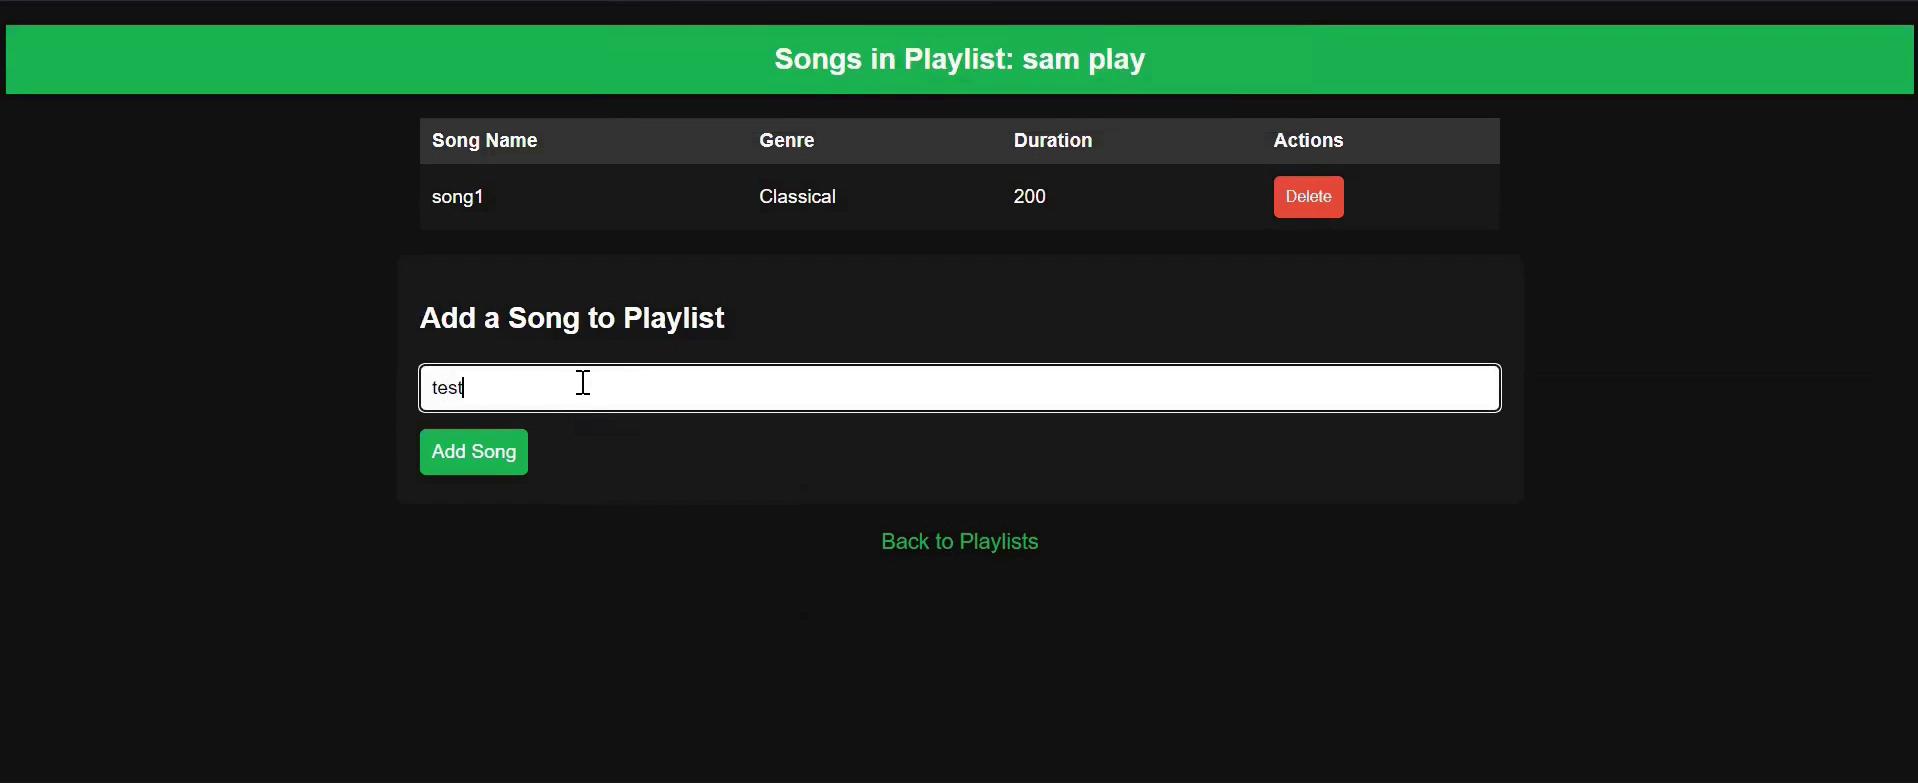 Songs in Playlist: sam play
Song Name Genre Duration Actions
song1 Classical 200 Delete
Add a Song to Playlist
test
Add Song
Back to Playlists